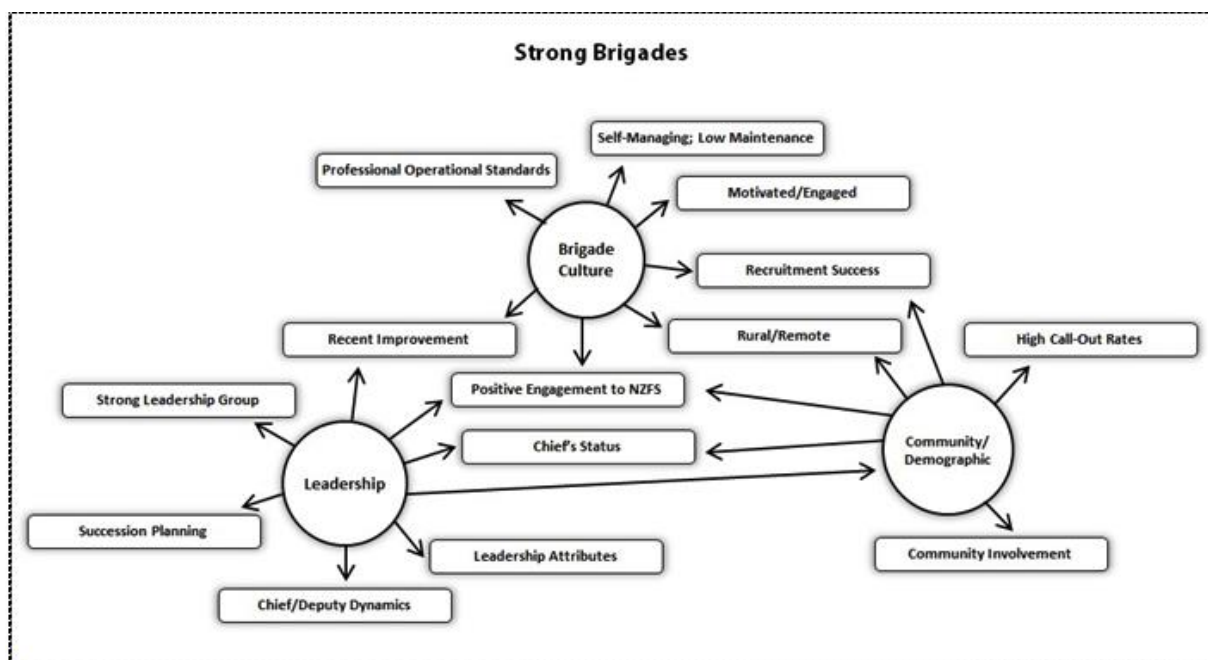 Strong Brigades
Self-Managing; Low Maintenance
Professional Operational Standards
Motivated/Engaged
Brigade
Culture
Recruitment Success
Recent Improvement
Rural/Remote
High Call-Out Rates
Positive Engagement to NZFS
Strong Leadership Group
Chief's Status
Community/
Demographic
Leadership
Succession Planning
Leadership Attributes
Community Involvement
Chief/Deputy Dynamics